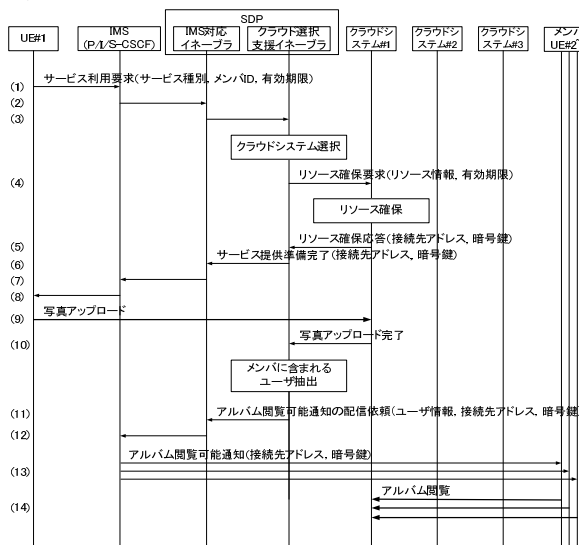 SDP
UE#1
IMS
(P/I/S-CSCF)
IMS対応
イネーブラ
クラウド選択
支援イネーブラ
クラウドシ
ステム#1
クラウドシ
ステム#2
クラウドシ
ステム#3
メンバ
UE#2
(1)
サービス利用要求(サービス種別, メンバID, 有効期限)
(2)
(3)
クラウドシステム選択
(4)
リソース確保要求(リソース情報, 有効期限)
リソース確保
(5)
リソース確保応答(接続先アドレス, 暗号鍵)
(6)
サービス提供準備完了(接続先アドレス, 暗号鍵)
(7)
(8)
(9)
写真アップロード
(10)
写真アップロード完了
メンバに含まれる
ユーザ抽出
(11)
アルバム閲覧可能通知の配信依頼(ユーザ情報, 接続先アドレス, 暗号鍵)
(12)
アルバム閲覧可能通知(接続先アドレス, 暗号鍵)
(13)
アルバム閲覧
(14)